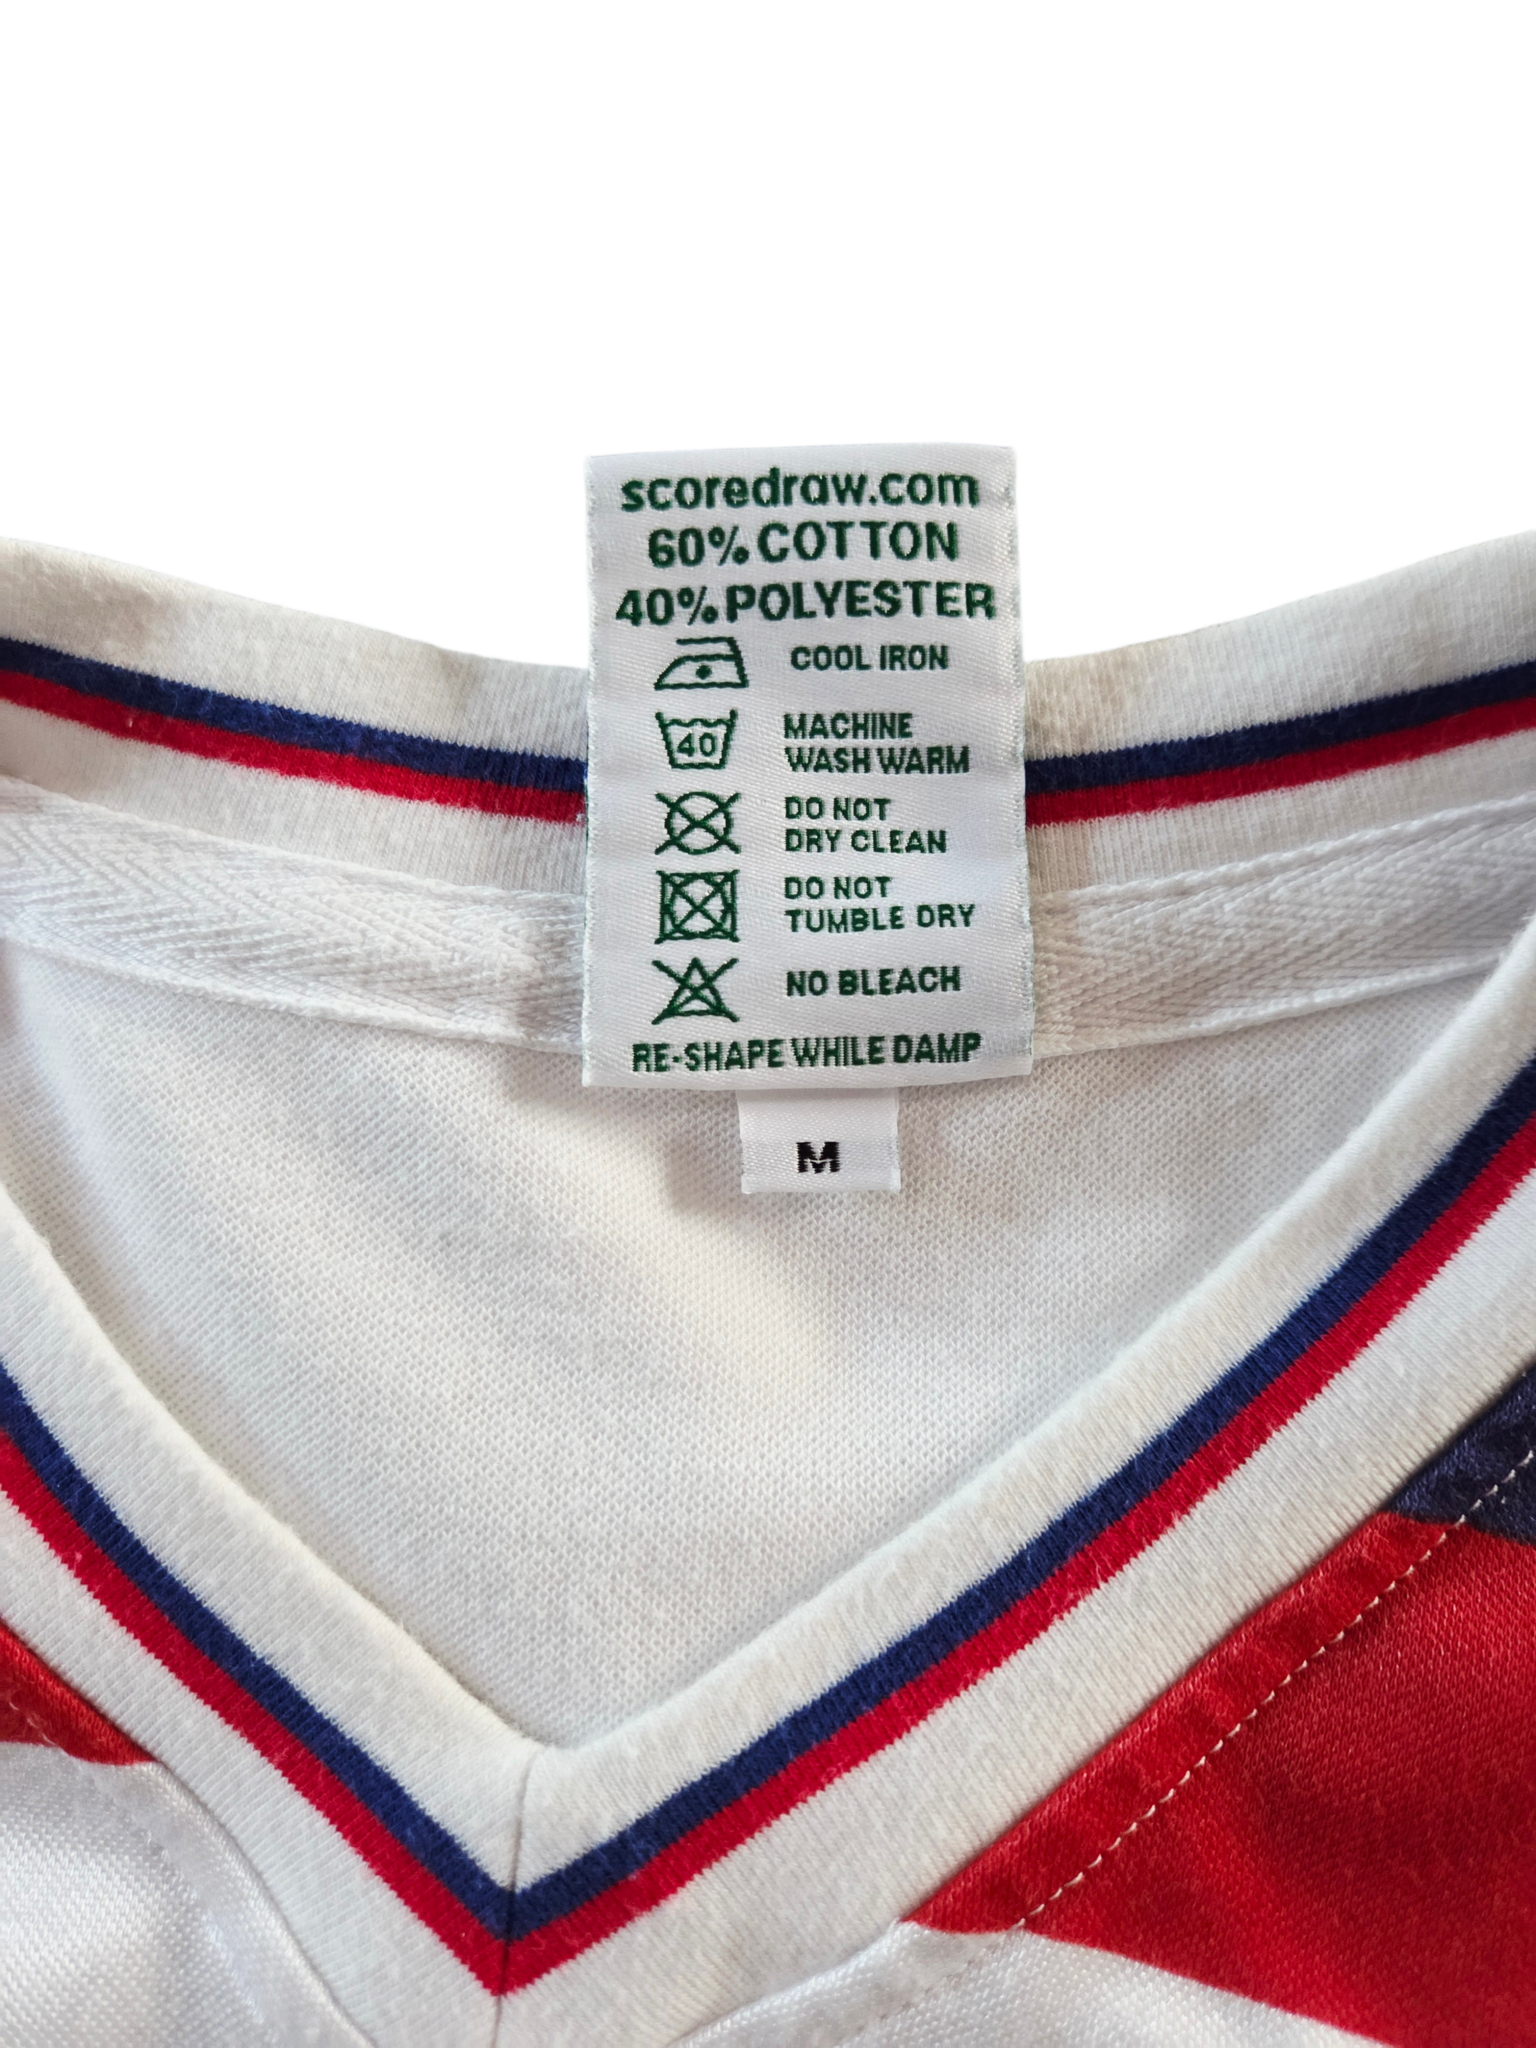 scoredraw.com
60% COTTON
40% POLYESTER
COOL IRON
40
MACHINE
WASH WARM
DO NOT
DRY CLEAN
DO NOT
TUMBLE DRY
NO BLEACH
RE-SHAPE WHILE DAMP
M